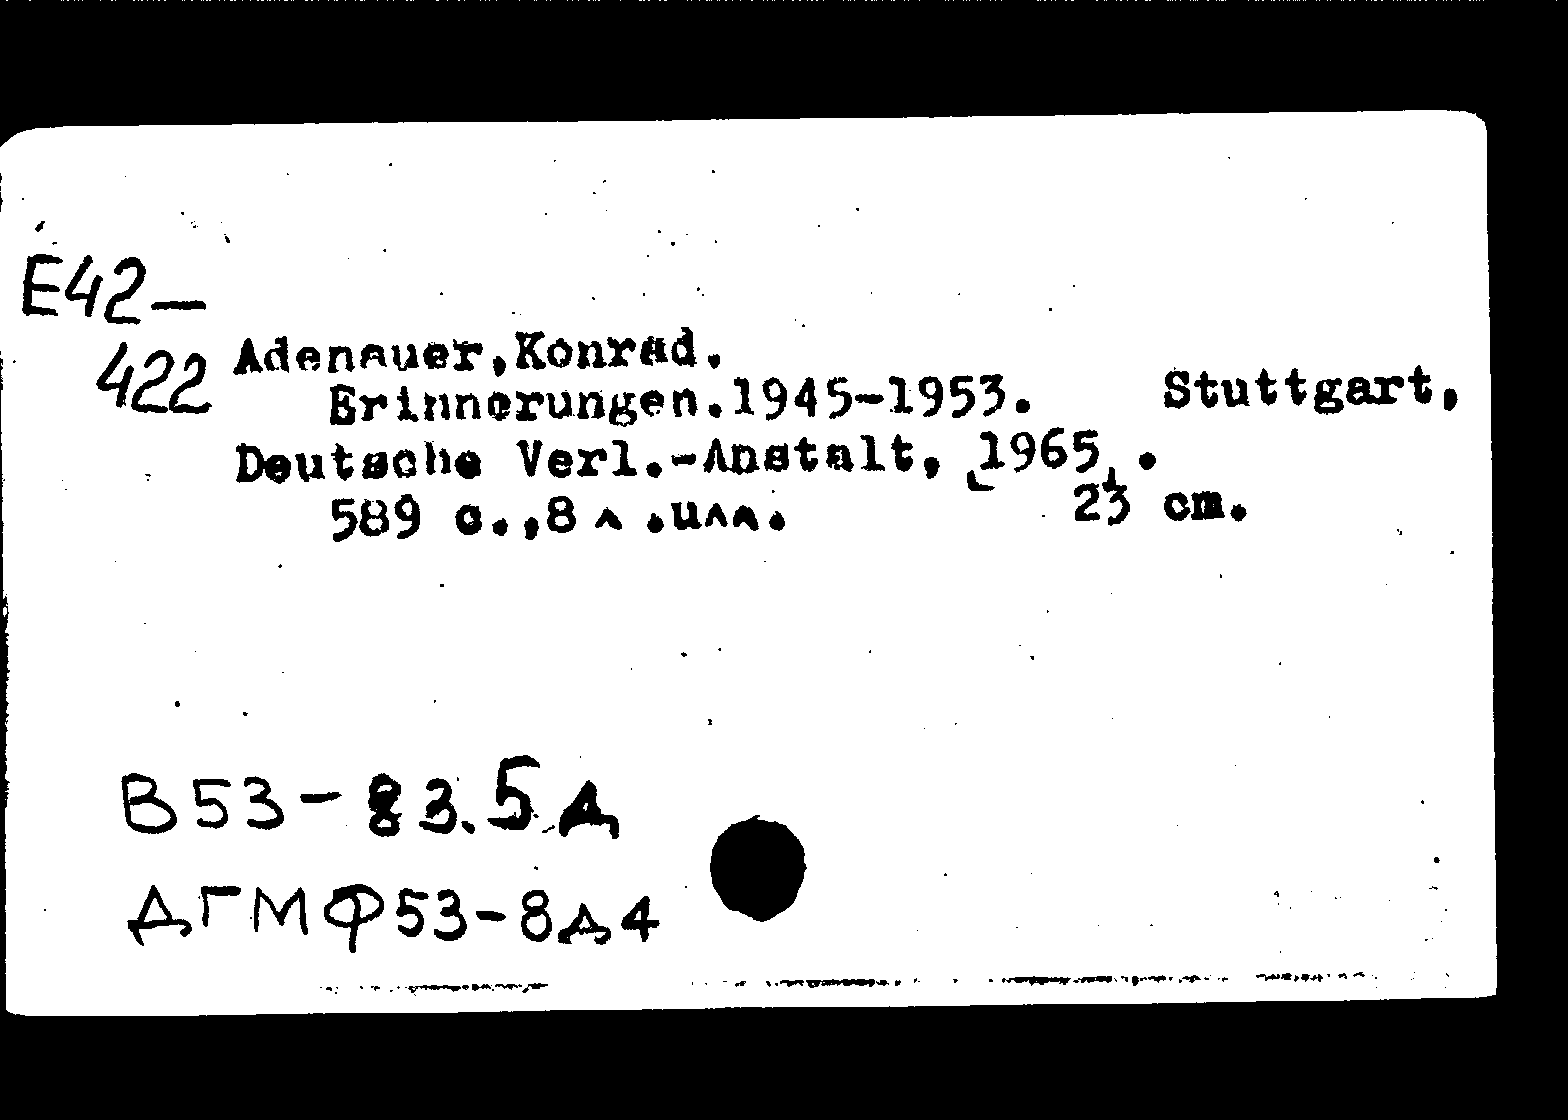 E42-
422
Adenauer,Konrad.
Erinnerungen.1945-1953. Stuttgart,
Deutsche Verl.-Anstalt, [1965].
589 с.,8 л.илл. 23 cm.
В53-83.5д
ДГМФ53-8д4